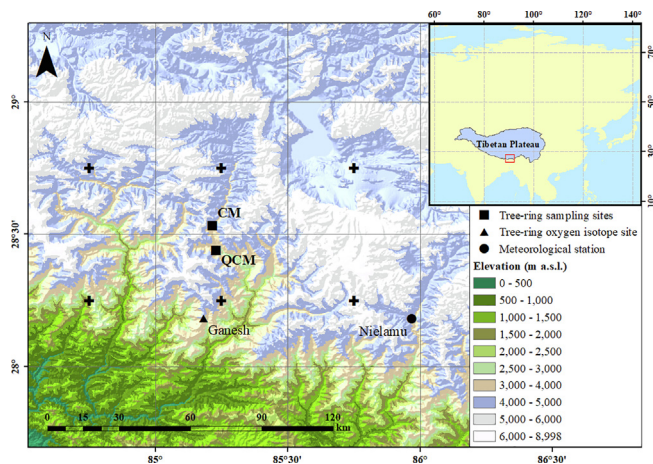 60° 80° 100° 120° 140°
70°
50°
30°
10°
Tibetan Plateau
N
29°
28°30'
28°
CM
QCM
Ganesh
Nielamu
Tree-ring sampling sites
Tree-ring oxygen isotope site
Meteorological station
Elevation (m a.s.l.)
0 - 500
500 - 1,000
1,000 - 1,500
1,500 - 2,000
2,000 - 2,500
2,500 - 3,000
3,000 - 4,000
4,000 - 5,000
5,000 - 6,000
6,000 - 8,998
0 15 30 60 90 120
km
85° 85°30' 86° 86°30'